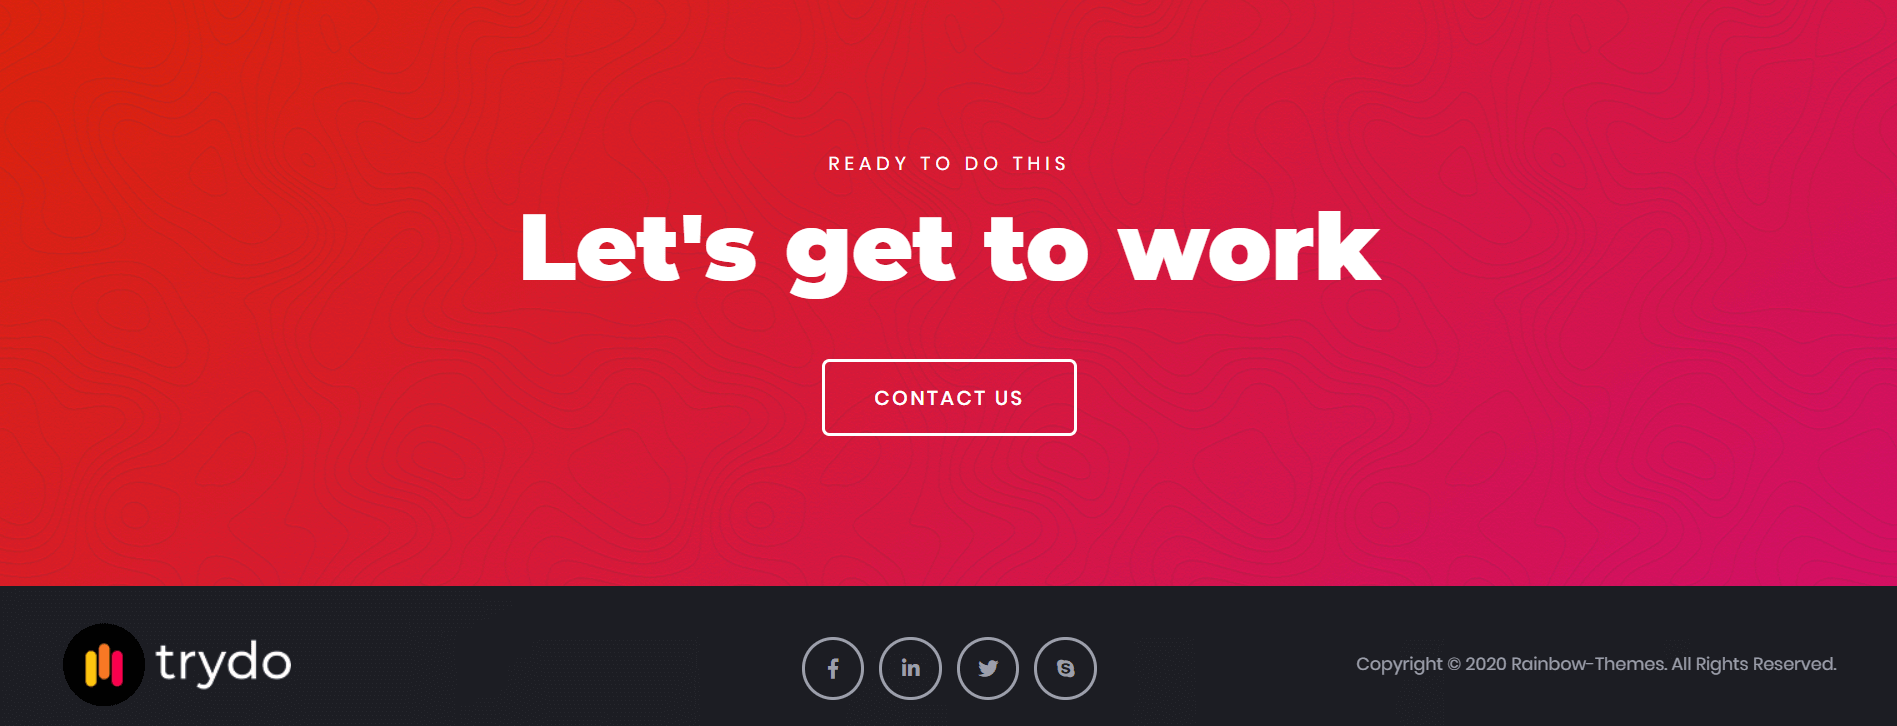 READY TO DO THIS
Let's get to work
CONTACT US
trydo
Copyright © 2020 Rainbow-Themes. All Rights Reserved.